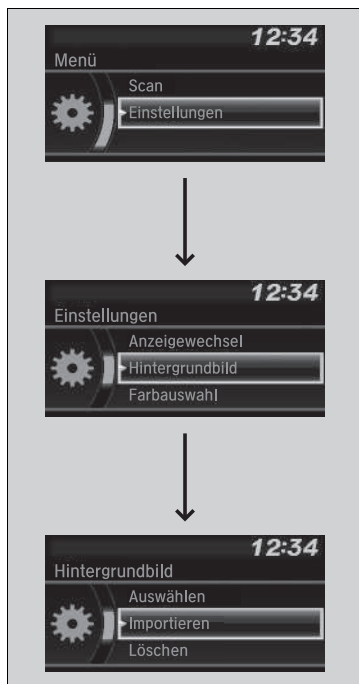 12:34
Menü
Scan
Einstellungen
12:34
Einstellungen
Anzeigewechsel
Hintergrundbild
Farbauswahl
12:34
Hintergrundbild
Auswählen
Importieren
Löschen